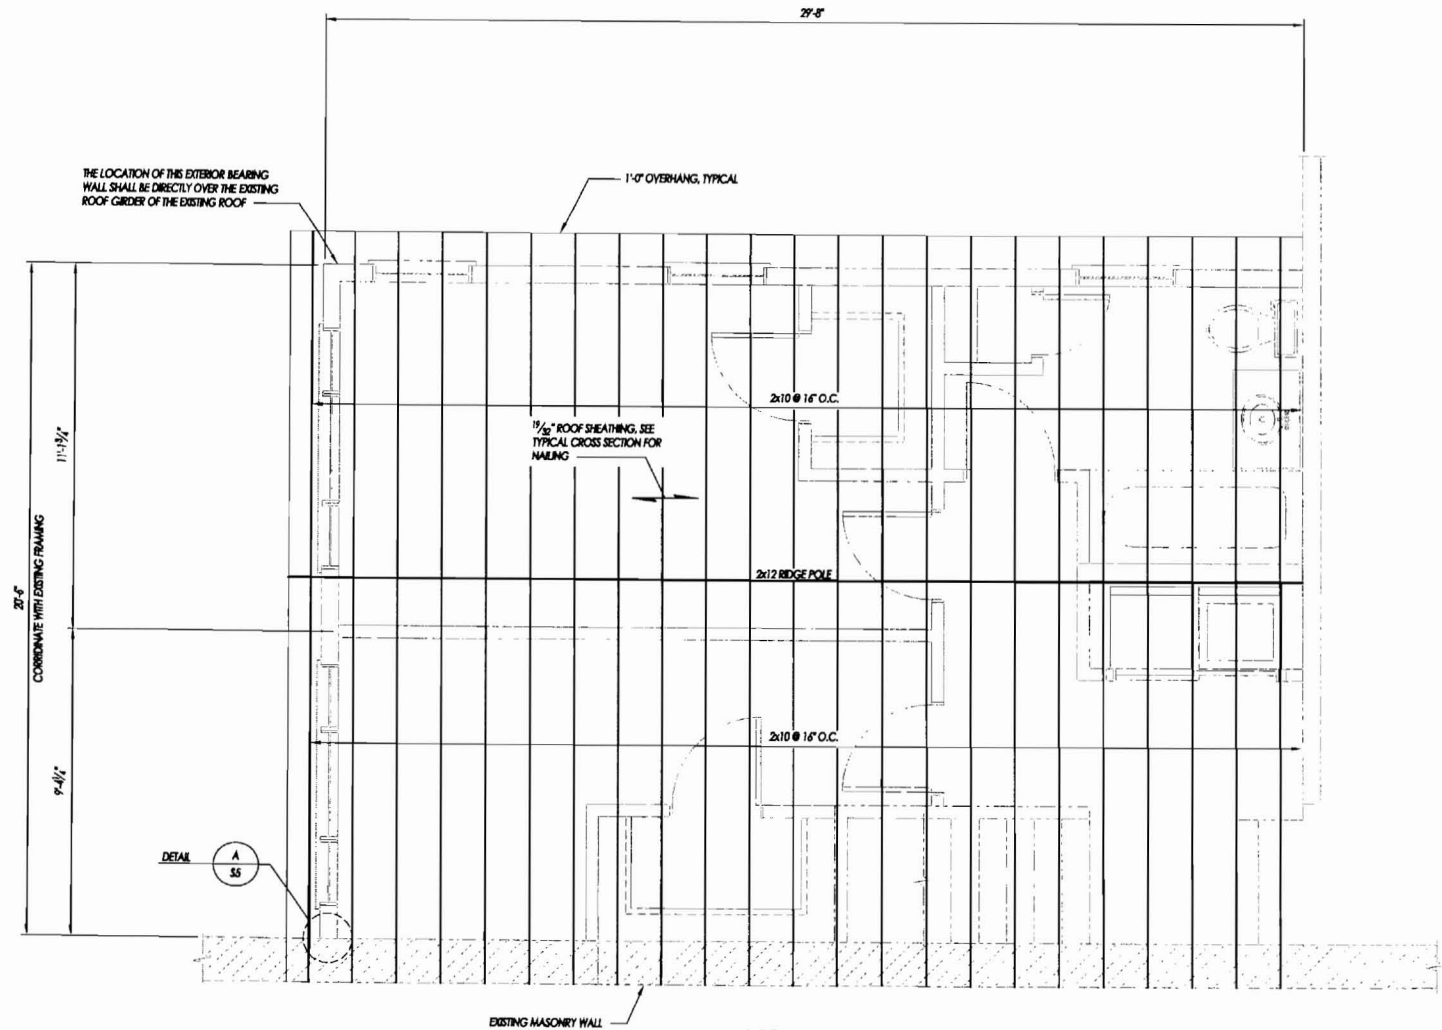 29'-8"
THE LOCATION OF THIS EXTERIOR BEARING
WALL SHALL BE DIRECTLY OVER THE EXISTING
ROOF GIRDER OF THE EXISTING ROOF
1'-0" OVERHANG, TYPICAL
2x10 @ 16" O.C.
19/32" ROOF SHEATHING, SEE
TYPICAL CROSS SECTION FOR
NAILING
11'-1 3/4"
20'-6"
CORRIDINATE WITH EXISTING FRAMING
2x12 RIDGE POLE
9'-4 1/4"
2x10 @ 16" O.C.
DETAIL
A
S5
EXISTING MASONRY WALL